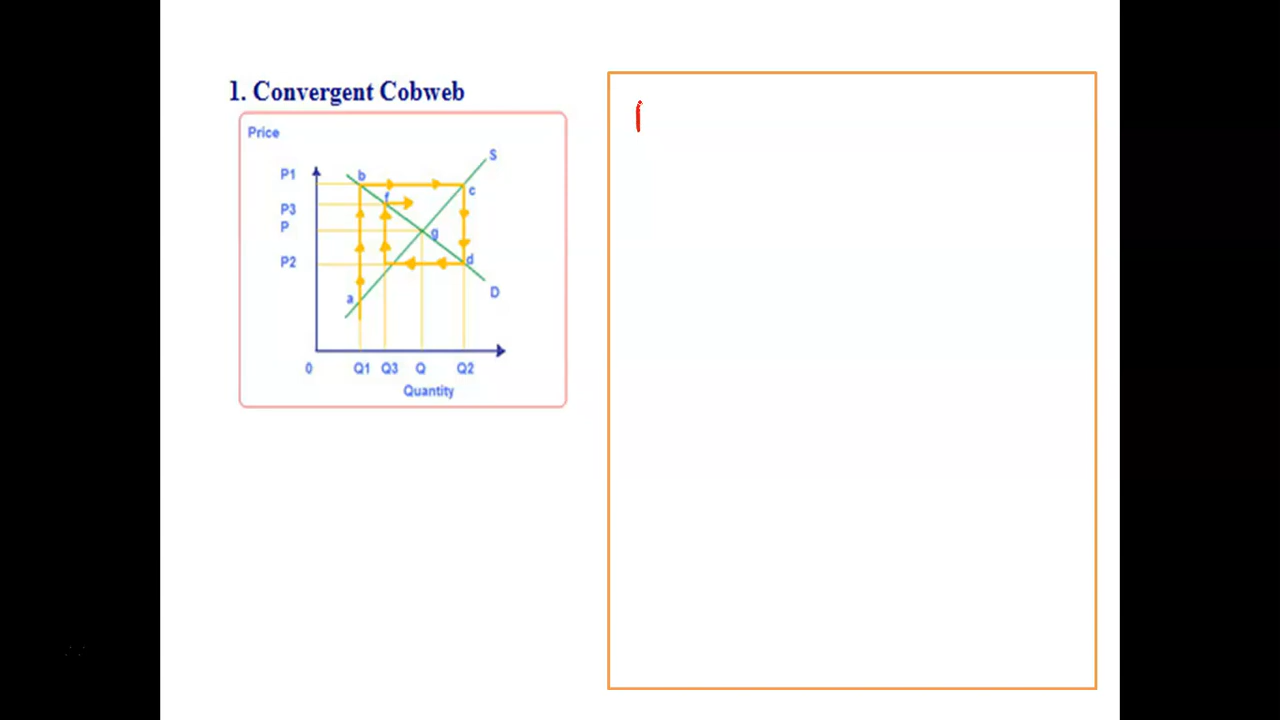 1. Convergent Cobweb
Price
S
P1
b
c
f
P3
P
g
P2
d
D
a
0
Q1 Q3 Q Q2
Quantity